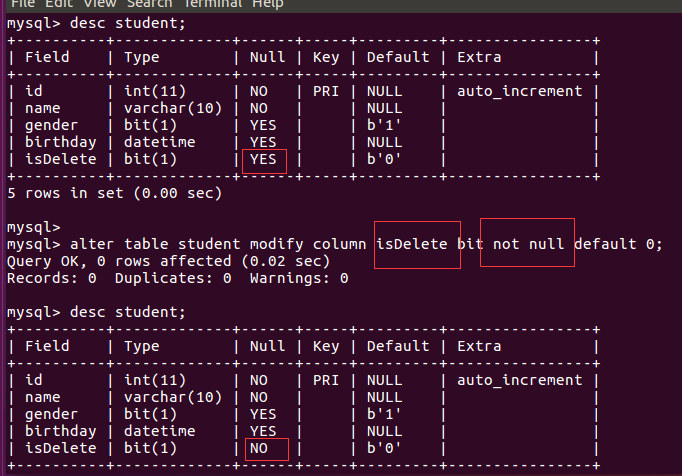 File Edit View Search Terminal Help
mysql> desc student;
+----------+-------------+------+-----+---------+----------------+
| Field    | Type        | Null | Key | Default | Extra          |
+----------+-------------+------+-----+---------+----------------+
| id       | int(11)     | NO   | PRI | NULL    | auto_increment |
| name     | varchar(10) | NO   |     | NULL    |                |
| gender   | bit(1)      | YES  |     | b'1'    |                |
| birthday | datetime    | YES  |     | NULL    |                |
| isDelete | bit(1)      | YES  |     | b'0'    |                |
+----------+-------------+------+-----+---------+----------------+
5 rows in set (0.00 sec)
mysql>
mysql> alter table student modify column isDelete bit not null default 0;
Query OK, 0 rows affected (0.02 sec)
Records: 0  Duplicates: 0  Warnings: 0
mysql> desc student;
+----------+-------------+------+-----+---------+----------------+
| Field    | Type        | Null | Key | Default | Extra          |
+----------+-------------+------+-----+---------+----------------+
| id       | int(11)     | NO   | PRI | NULL    | auto_increment |
| name     | varchar(10) | NO   |     | NULL    |                |
| gender   | bit(1)      | YES  |     | b'1'    |                |
| birthday | datetime    | YES  |     | NULL    |                |
| isDelete | bit(1)      | NO   |     | b'0'    |                |
+----------+-------------+------+-----+---------+----------------+